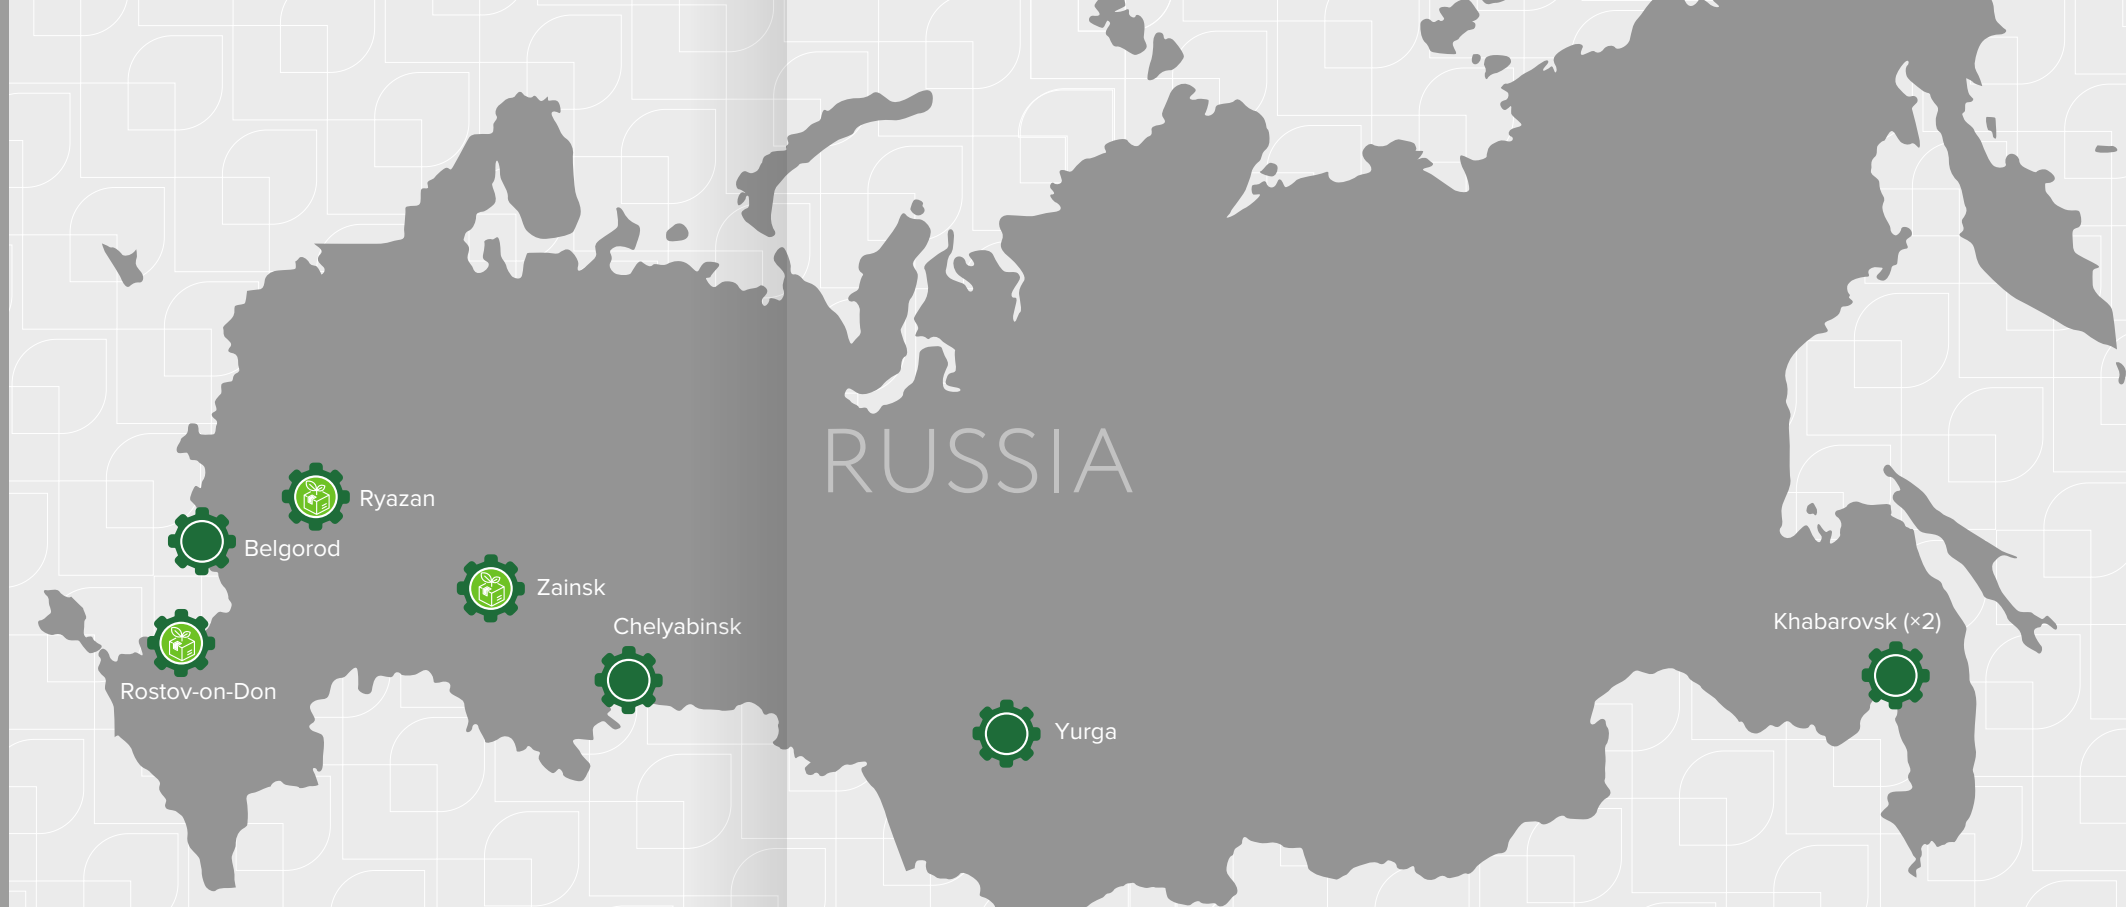 RUSSIA
Ryazan
Belgorod
Zainsk
Chelyabinsk
Khabarovsk (×2)
Rostov-on-Don
Yurga